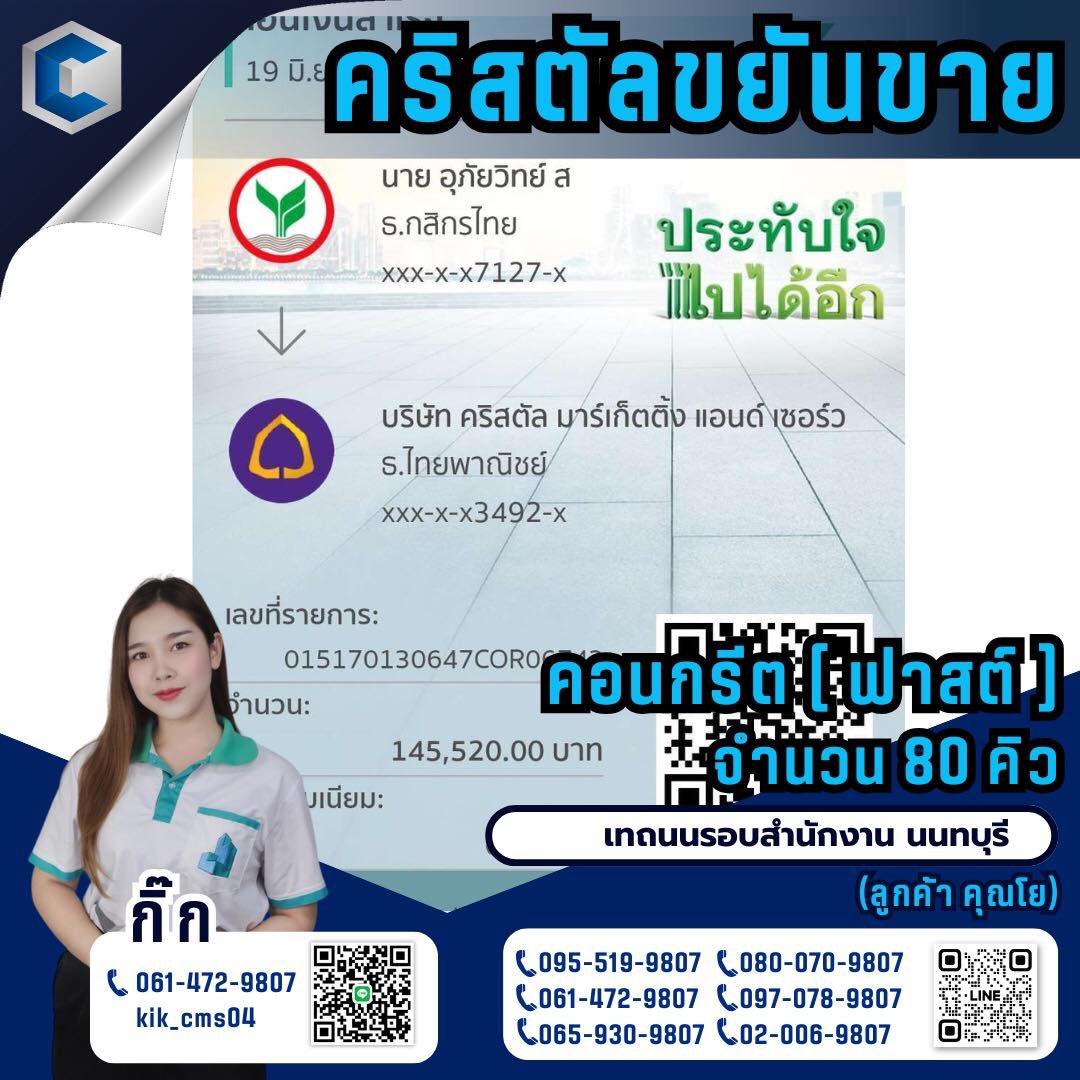 คริสตัลขยันขาย
19 มิ.ย
นาย อุภัยวิทย์ ส
ธ.กสิกรไทย
xxx-x-x7127-x
ประทับใจ
ไปได้อีก
บริษัท คริสตัล มาร์เก็ตติ้ง แอนด์ เซอร์ว
ธ.ไทยพาณิชย์
xxx-x-x3492-x
เลขที่รายการ:
จำนวน:
145,520.00 บาท
คอนกรีต ( ฟาสต์ )
จำนวน 80 คิว
เทถนนรอบสำนักงาน นนทบุรี
(ลูกค้า คุณโย)
กิ๊ก
061-472-9807
kik_cms04
095-519-9807 080-070-9807
061-472-9807 097-078-9807
065-930-9807 02-006-9807
LINE